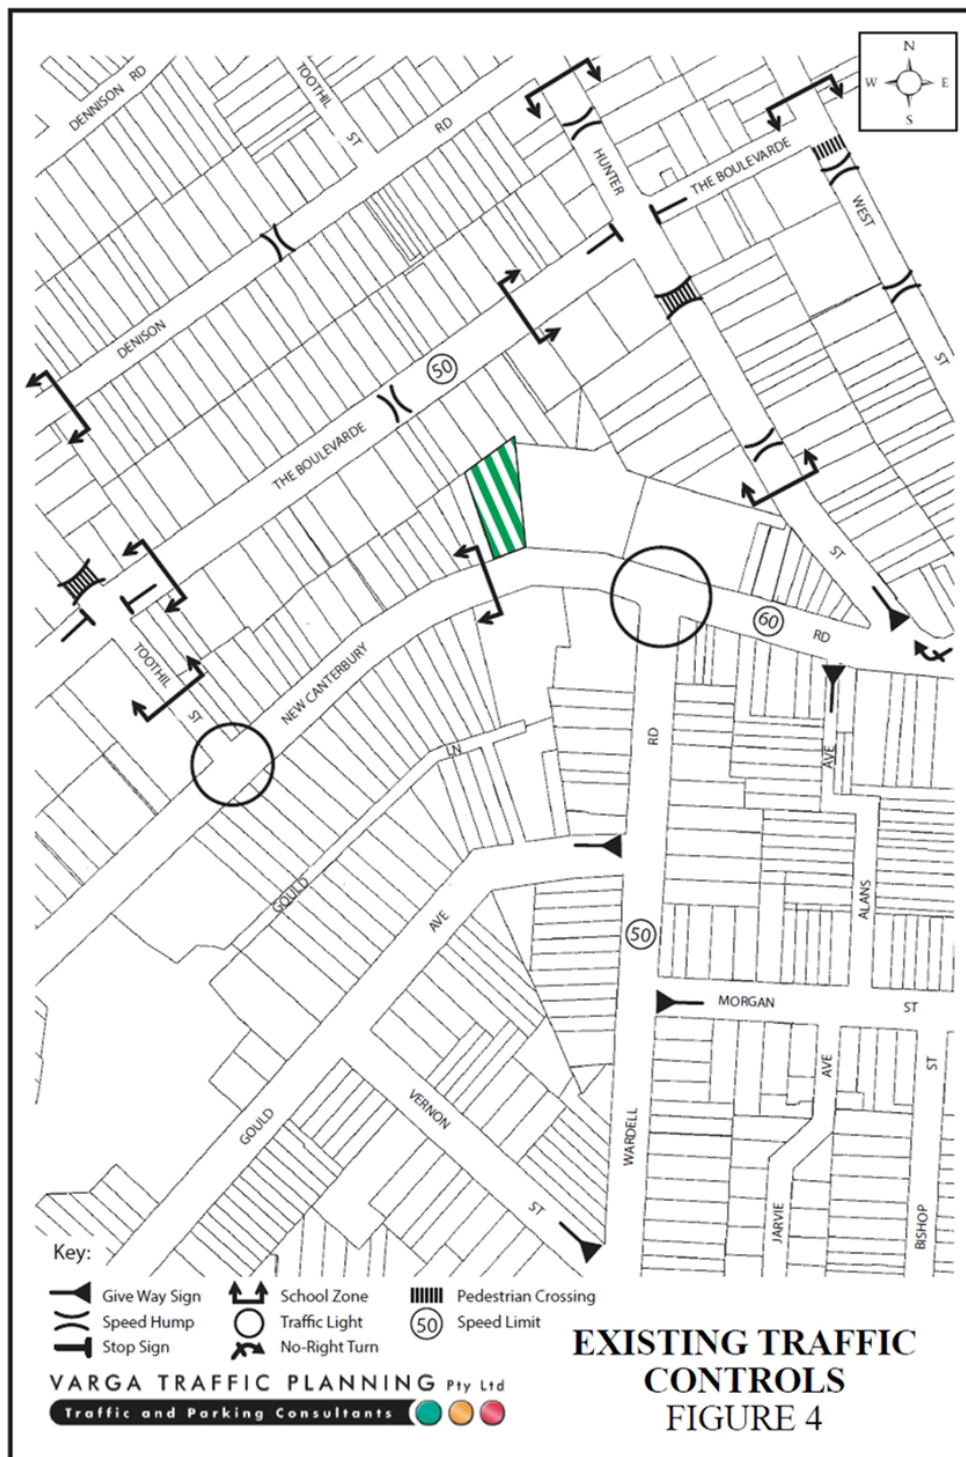 N
W E
S
DENNISON RD
TOOTHIL ST
RD
HUNTER
THE BOULEVARDE
WEST
ST
DENISON
50
THE BOULEVARDE
ST
60
RD
TOOTHIL
ST
NEW CANTERBURY
LN
RD
AVE
GOULD
AVE
ALANS
50
MORGAN ST
AVE
ST
VERNON
GOULD
WARDELL
ST
JARVIE
BISHOP
Key:
Give Way Sign School Zone Pedestrian Crossing
Speed Hump Traffic Light 50 Speed Limit
Stop Sign No-Right Turn
VARGA TRAFFIC PLANNING Pty Ltd
Traffic and Parking Consultants
EXISTING TRAFFIC
CONTROLS
FIGURE 4